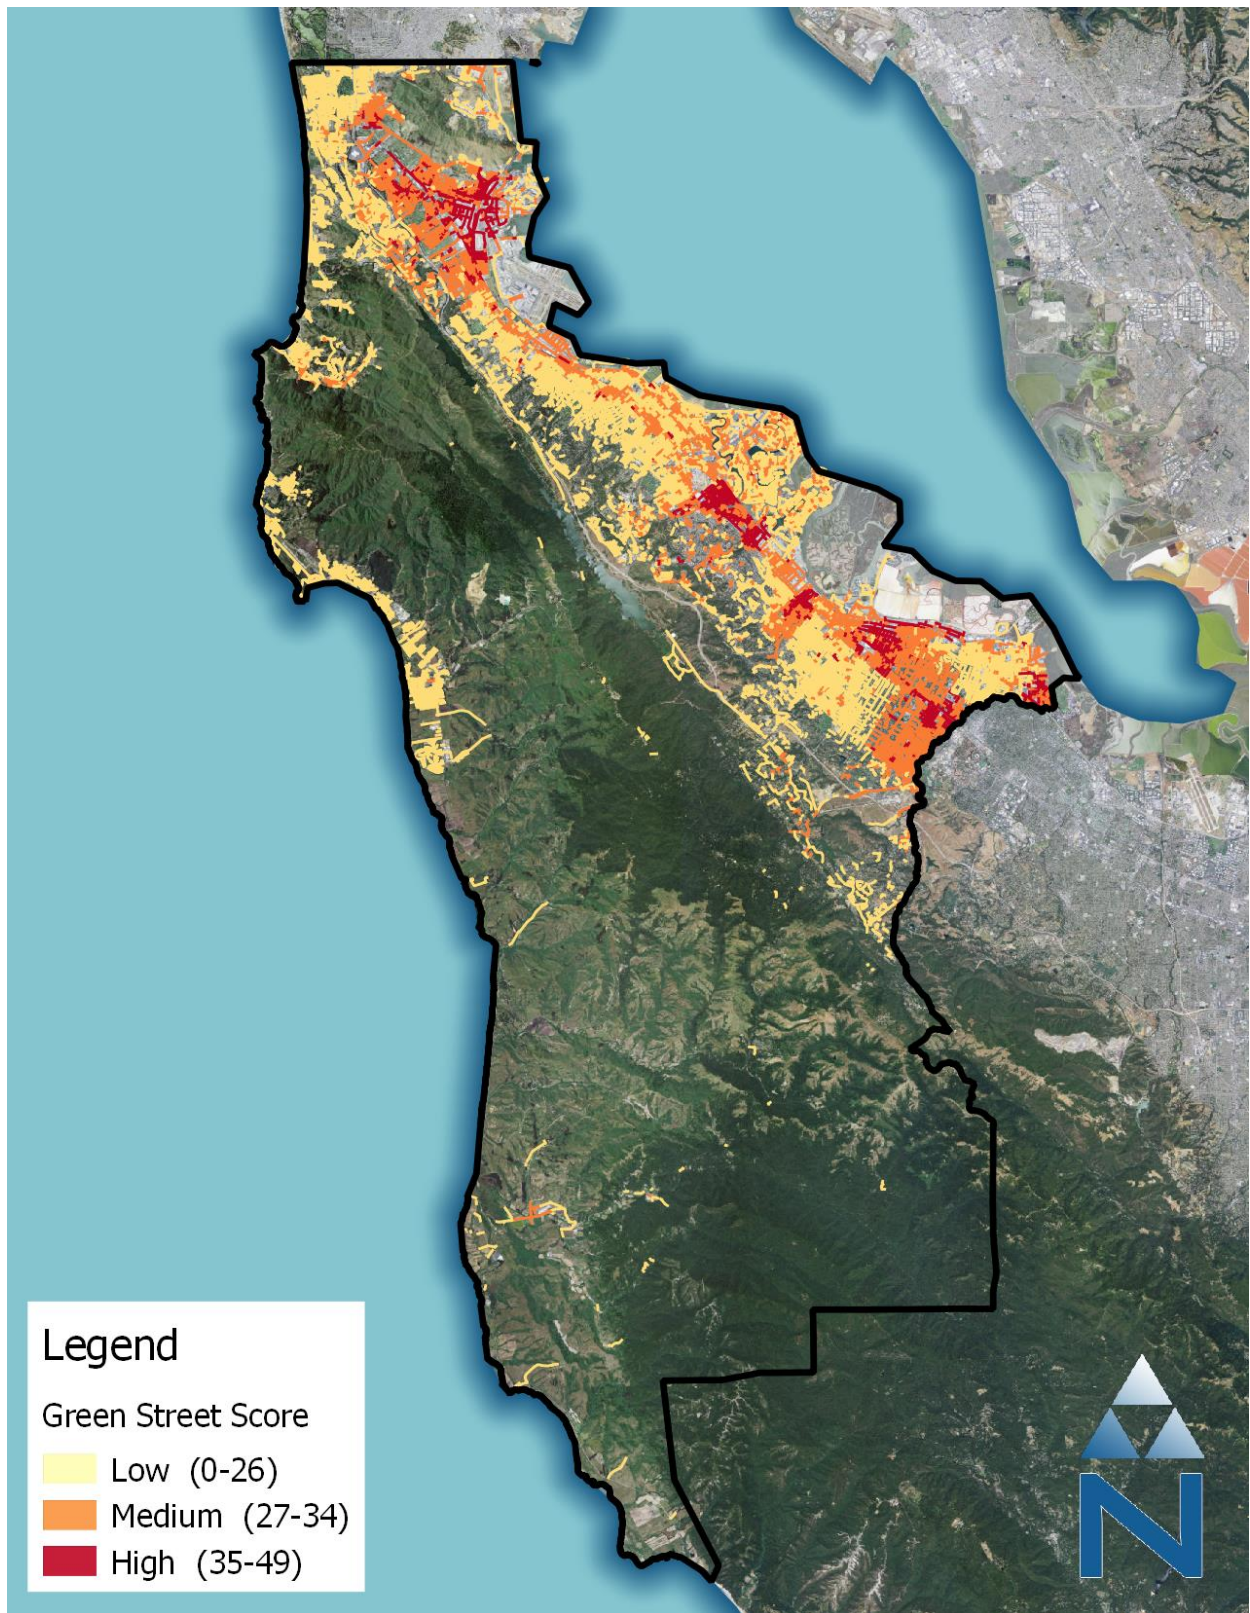 Legend
Green Street Score
Low (0-26)
Medium (27-34)
High (35-49)
N